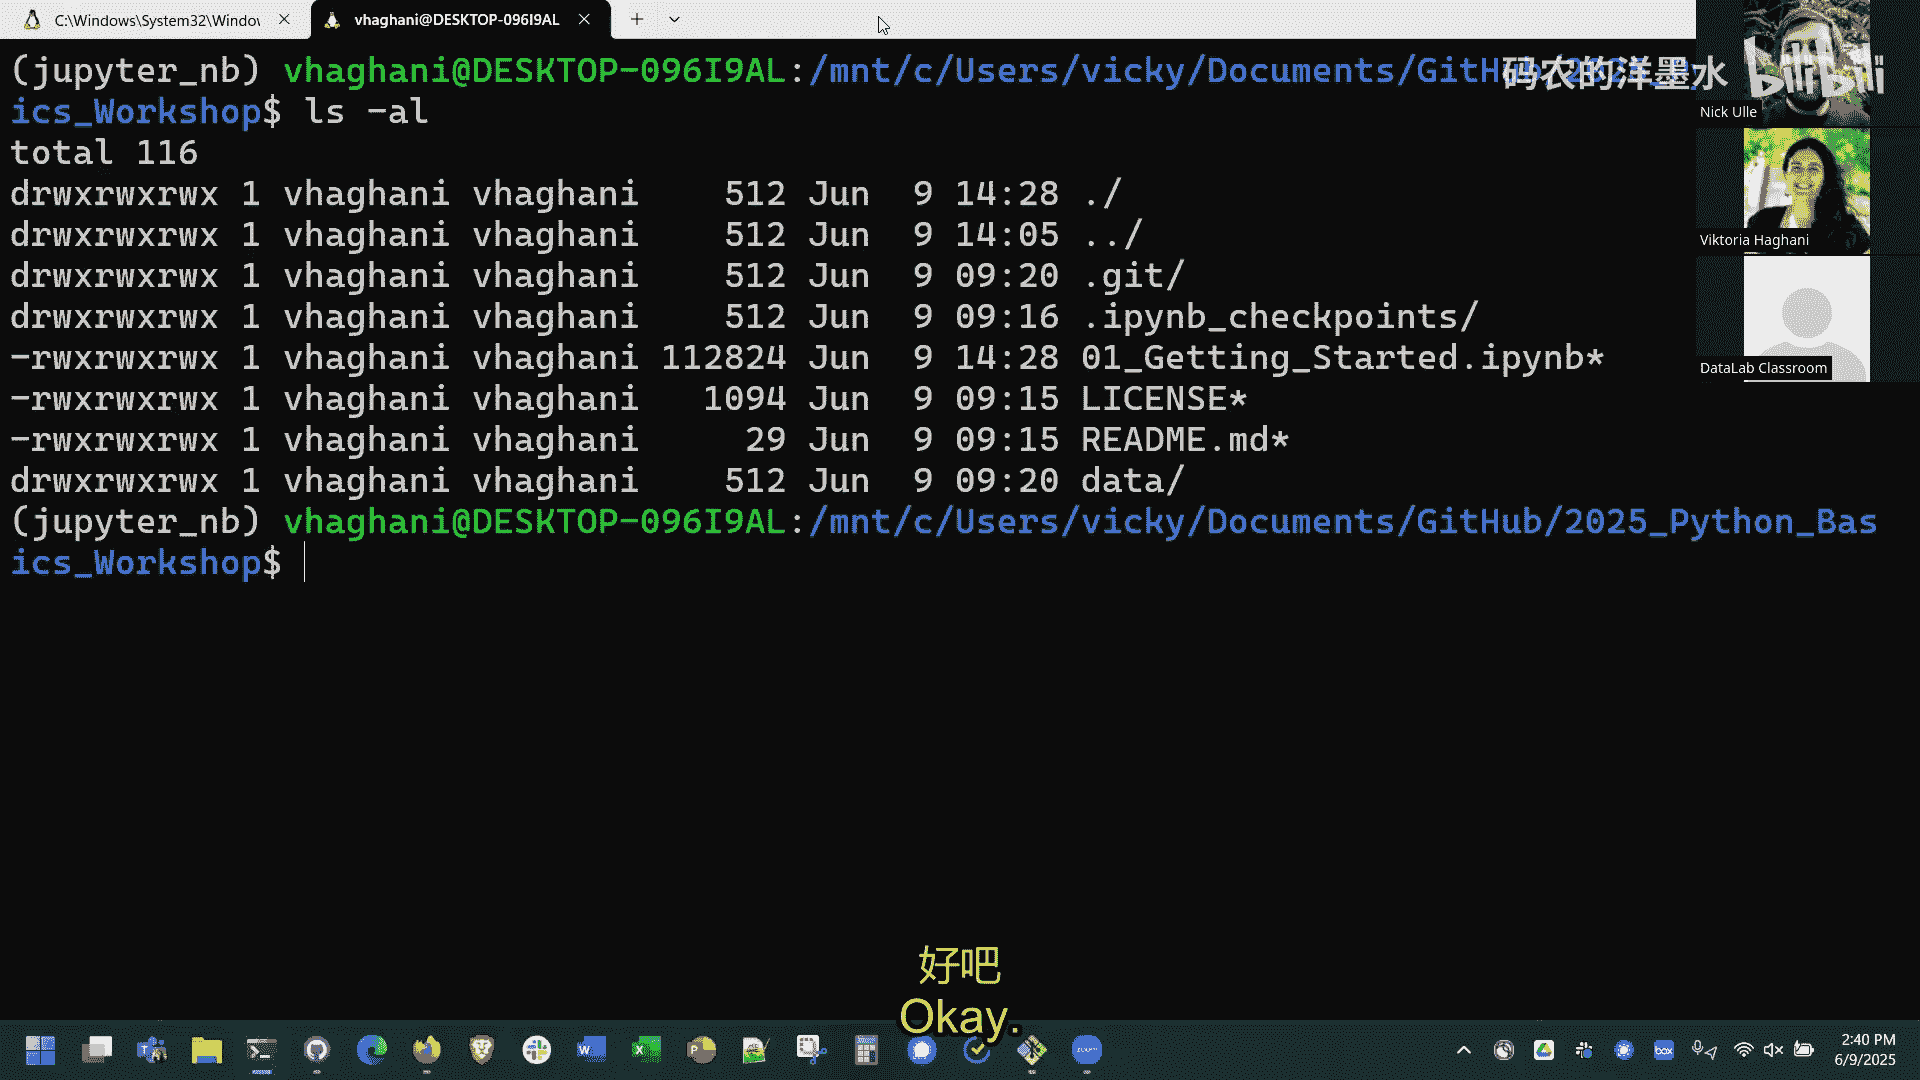 C:\Windows\System32\Windov
vhaghani@DESKTOP-096I9AL
(jupyter_nb) vhaghani@DESKTOP-096I9AL:/mnt/c/Users/vicky/Documents/GitH
码农的洋墨水
bilibili
ics_Workshop$ ls -al
Nick Ulle
total 116
drwxrwxrwx 1 vhaghani vhaghani    512 Jun  9 14:28 ./
drwxrwxrwx 1 vhaghani vhaghani    512 Jun  9 14:05 ../
Viktoria Haghani
drwxrwxrwx 1 vhaghani vhaghani    512 Jun  9 09:20 .git/
drwxrwxrwx 1 vhaghani vhaghani    512 Jun  9 09:16 .ipynb_checkpoints/
-rwxrwxrwx 1 vhaghani vhaghani 112824 Jun  9 14:28 01_Getting_Started.ipynb*
DataLab Classroom
-rwxrwxrwx 1 vhaghani vhaghani   1094 Jun  9 09:15 LICENSE*
-rwxrwxrwx 1 vhaghani vhaghani     29 Jun  9 09:15 README.md*
drwxrwxrwx 1 vhaghani vhaghani    512 Jun  9 09:20 data/
(jupyter_nb) vhaghani@DESKTOP-096I9AL:/mnt/c/Users/vicky/Documents/GitHub/2025_Python_Bas
ics_Workshop$
好吧
Okay.
box
zoom
2:40 PM
6/9/2025